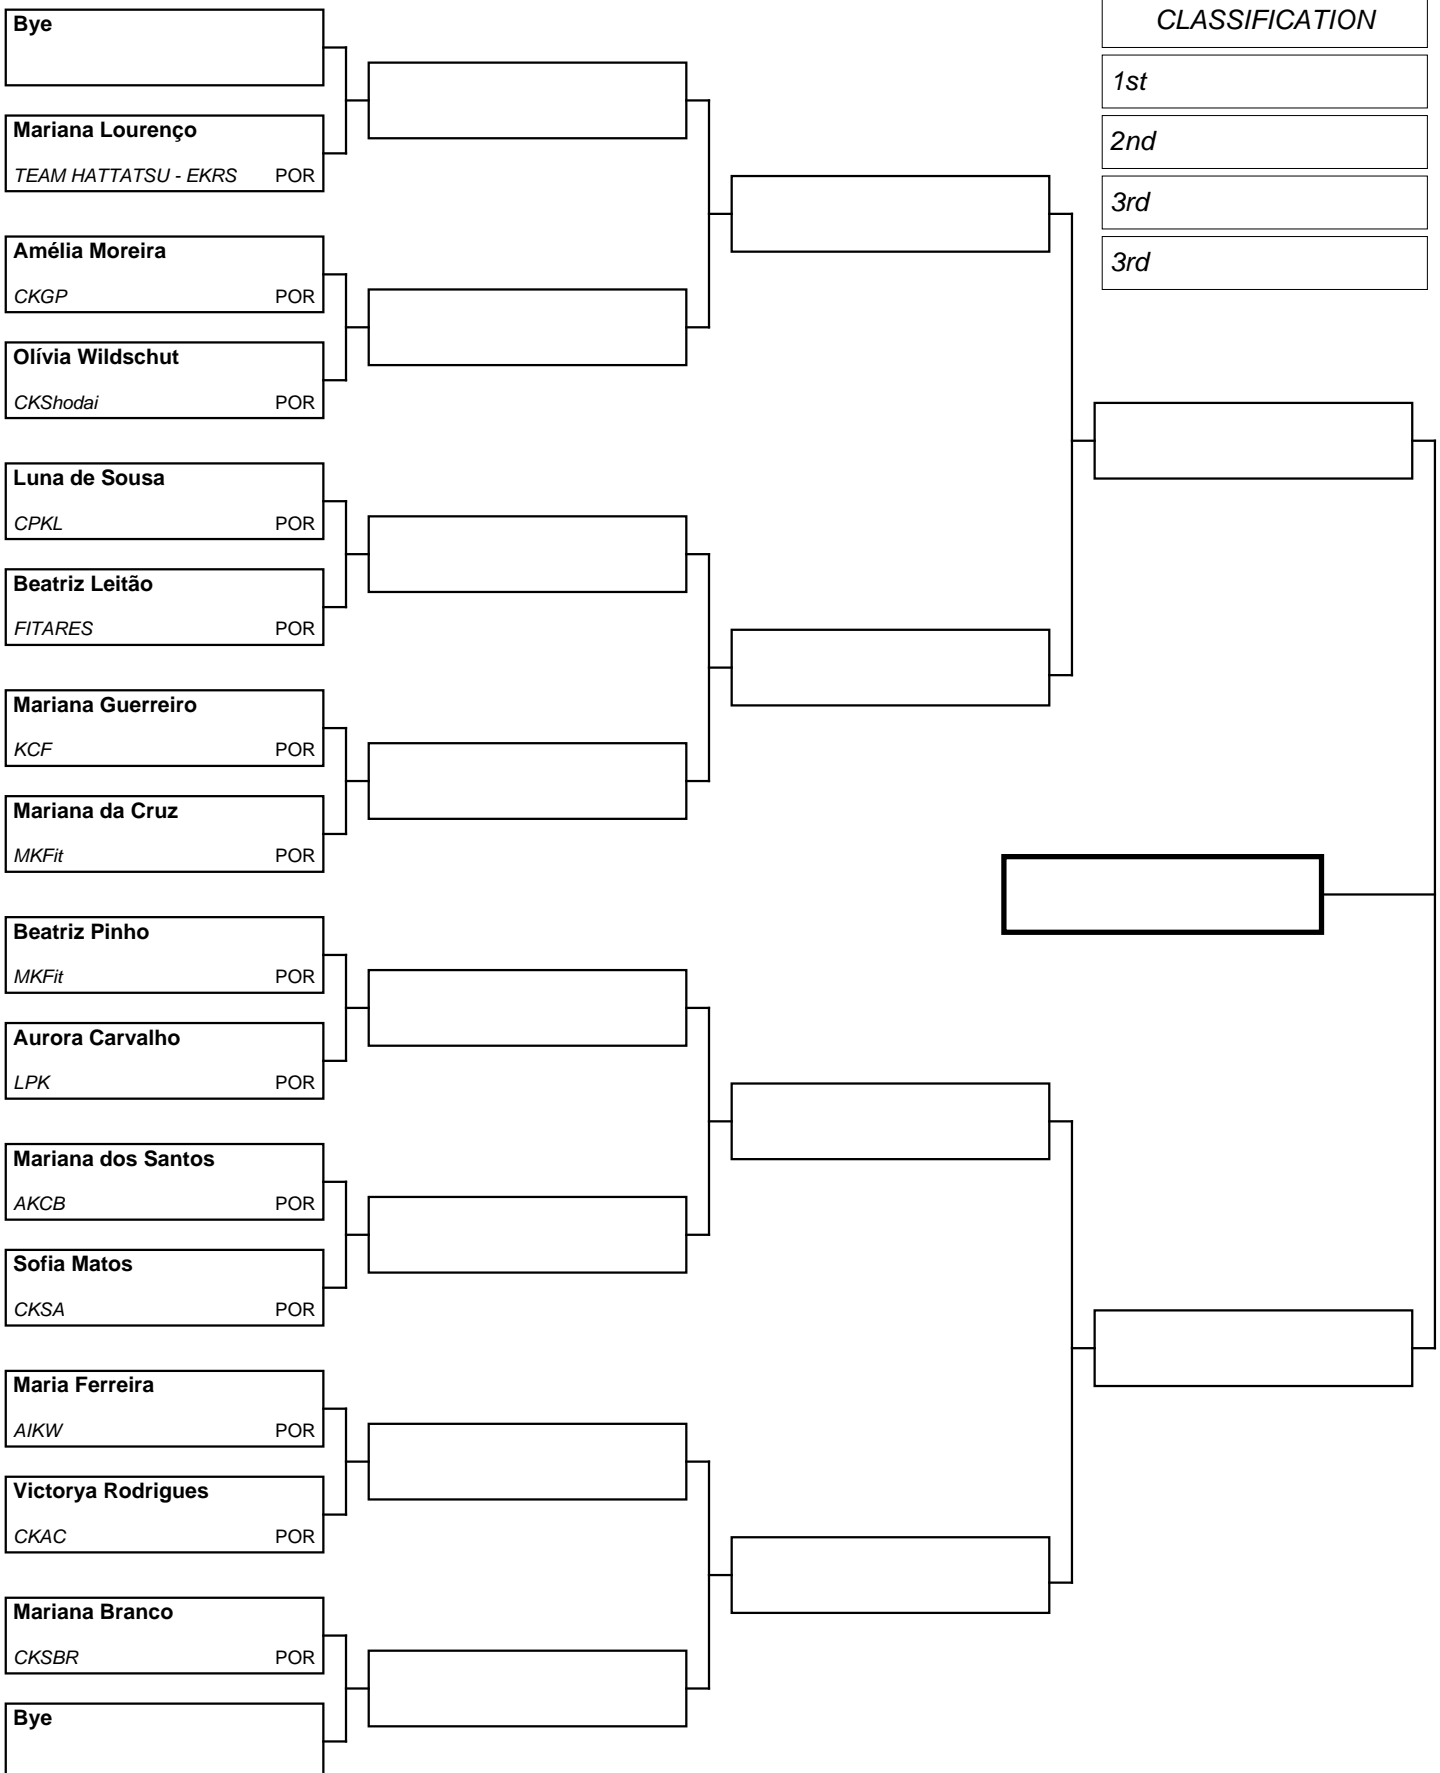 Bye
Mariana Lourenço
TEAM HATTATSU - EKRS POR
Amélia Moreira
CKGP POR
Olívia Wildschut
CKShodai POR
Luna de Sousa
CPKL POR
Beatriz Leitão
FITARES POR
Mariana Guerreiro
KCF POR
Mariana da Cruz
MKFit POR
Beatriz Pinho
MKFit POR
Aurora Carvalho
LPK POR
Mariana dos Santos
AKCB POR
Sofia Matos
CKSA POR
Maria Ferreira
AIKW POR
Victorya Rodrigues
CKAC POR
Mariana Branco
CKSBR POR
Bye
CLASSIFICATION
1st
2nd
3rd
3rd